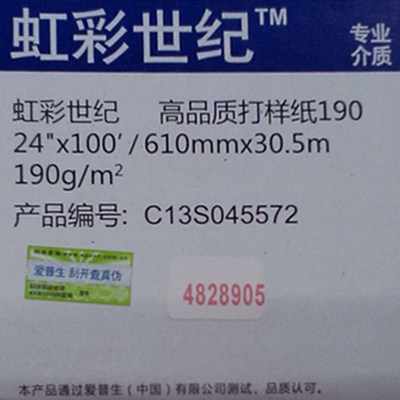 虹彩世纪™
专业
介质
虹彩世纪 高品质打样纸190
24"x100’/610mmx30.5m
190g/m²
产品编号: C13S045572
爱普生 刮开查真伪
4828905
本产品通过爱普生（中国）有限公司测试、品质认可。